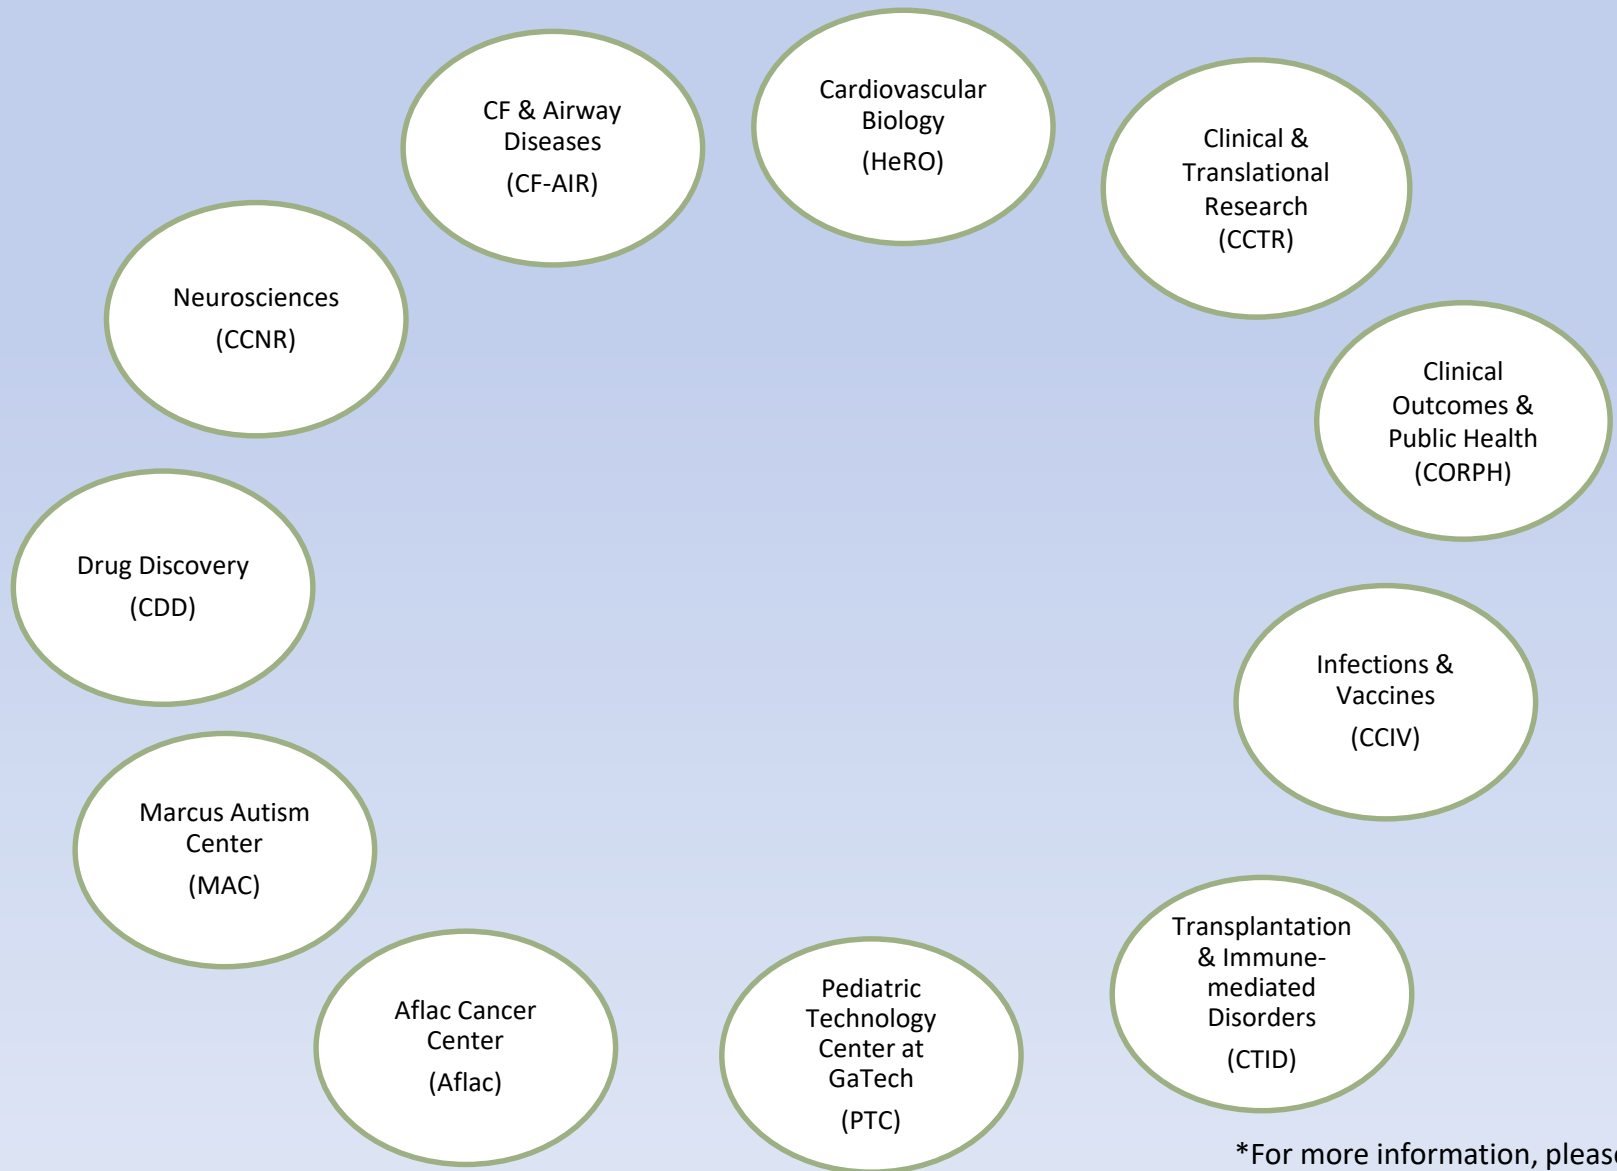 CF & Airway
Diseases
(CF-AIR)
Cardiovascular
Biology
(HeRO)
Clinical &
Translational
Research
(CCTR)
Neurosciences
(CCNR)
Clinical
Outcomes &
Public Health
(CORPH)
Drug Discovery
(CDD)
Infections &
Vaccines
(CCIV)
Marcus Autism
Center
(MAC)
Transplantation
& Immune-
mediated
Disorders
(CTID)
Aflac Cancer
Center
(Aflac)
Pediatric
Technology
Center at
GaTech
(PTC)
*For more information, please